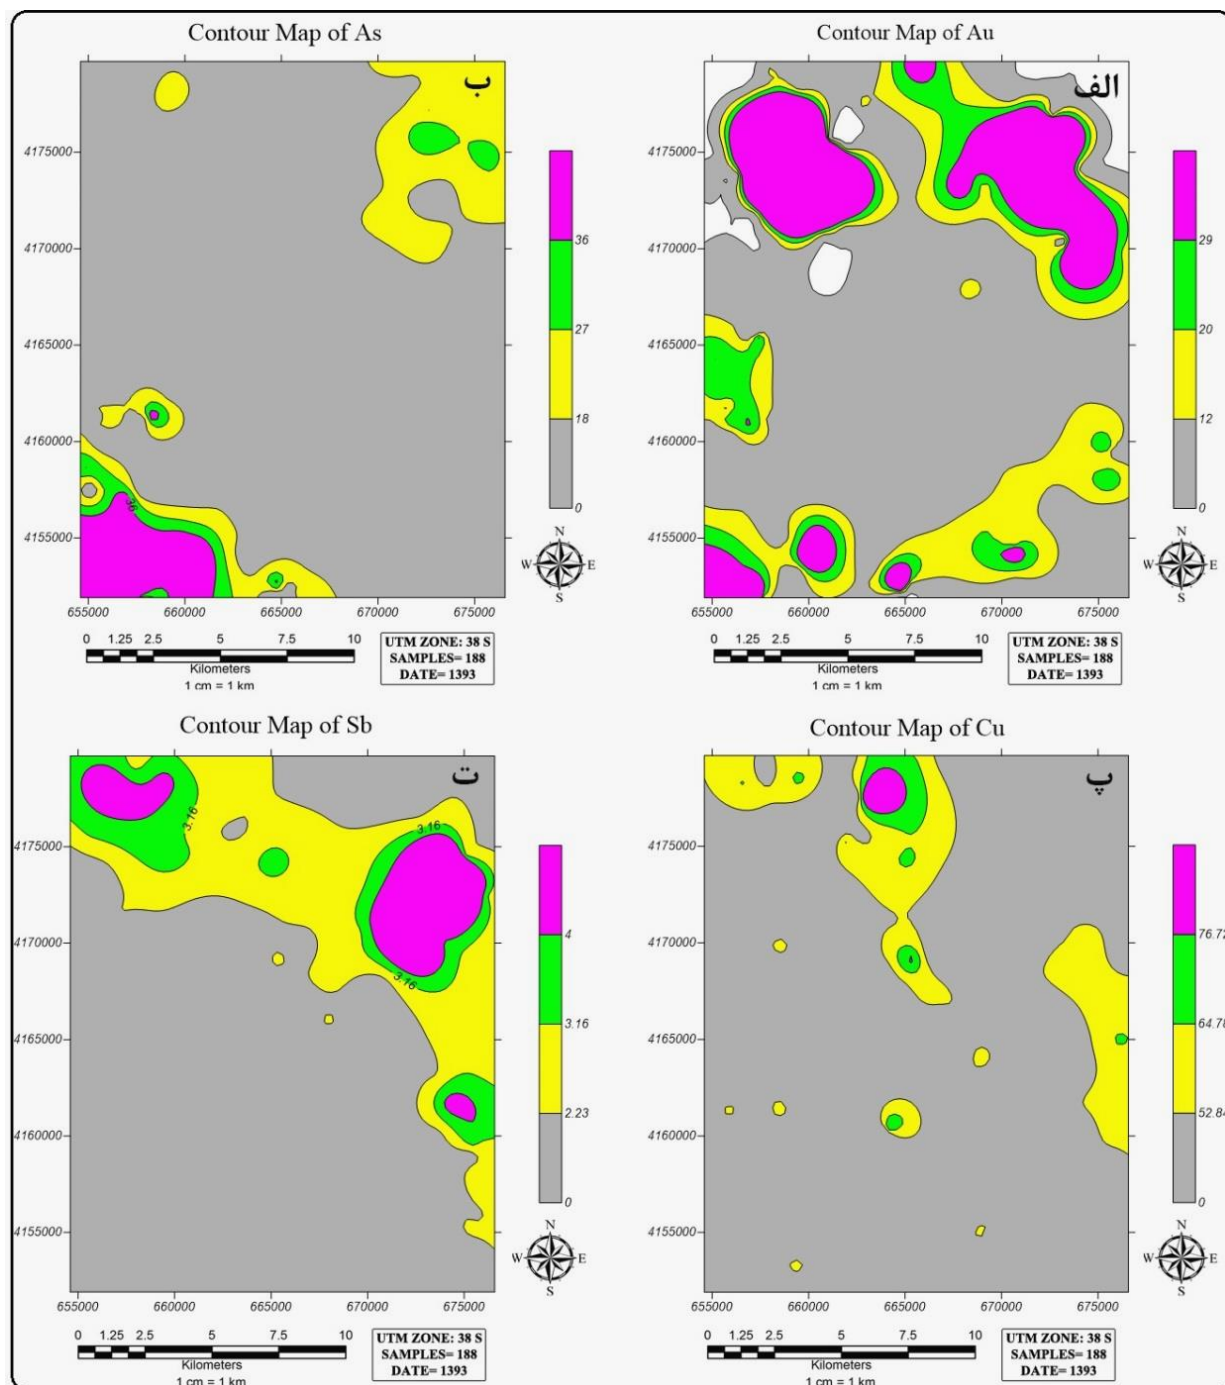 Contour Map of As
ب
4175000
4170000
4165000
4160000
4155000
655000 660000 665000 670000 675000
36
36
27
18
0
N
W E
S
0 1.25 2.5 5 7.5 10
Kilometers
1 cm = 1 km
UTM ZONE: 38 S
SAMPLES= 188
DATE= 1393
Contour Map of Au
الف
4175000
4170000
4165000
4160000
4155000
655000 660000 665000 670000 675000
29
20
12
0
N
W E
S
0 1.25 2.5 5 7.5 10
Kilometers
1 cm = 1 km
UTM ZONE: 38 S
SAMPLES= 188
DATE= 1393
Contour Map of Sb
ت
4175000
4170000
4165000
4160000
4155000
655000 660000 665000 670000 675000
3.16
3.16
3.16
4
3.16
2.23
0
N
W E
S
0 1.25 2.5 5 7.5 10
Kilometers
1 cm = 1 km
UTM ZONE: 38 S
SAMPLES= 188
DATE= 1393
Contour Map of Cu
پ
4175000
4170000
4165000
4160000
4155000
655000 660000 665000 670000 675000
76.72
64.78
52.84
0
N
W E
S
0 1.25 2.5 5 7.5 10
Kilometers
1 cm = 1 km
UTM ZONE: 38 S
SAMPLES= 188
DATE= 1393